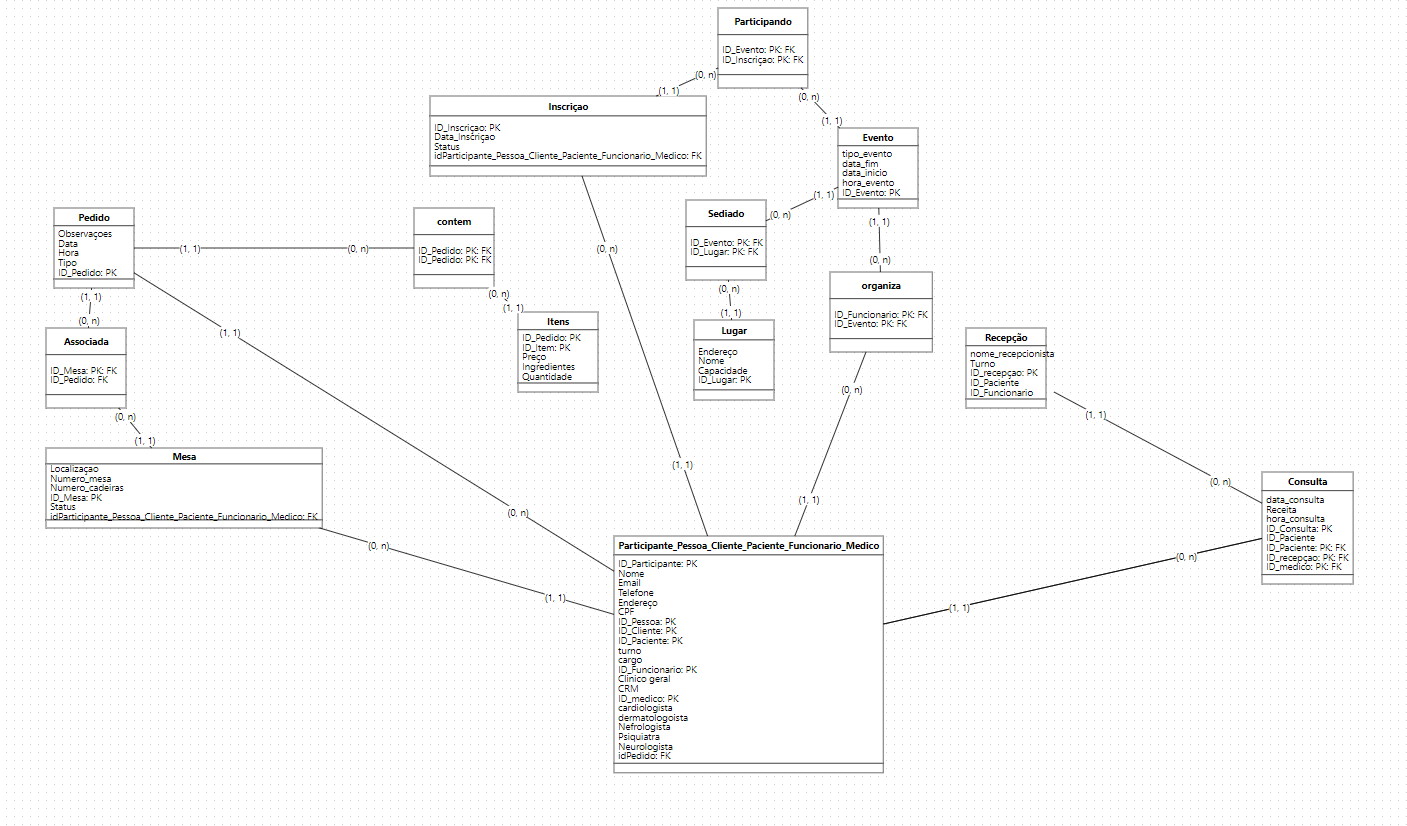 Participando
ID_Evento: PK: FK
ID_Inscriçao: PK: FK
(0, n)
(1, 1)
(0, n)
(1, 1)
Inscriçao
ID_Inscriçao: PK
Data_Inscriçao
Status
idParticipante_Pessoa_Cliente_Paciente_Funcionario_Medico: FK
Evento
tipo_evento
data_fim
data_inicio
hora_evento
ID_Evento: PK
(1, 1)
(0, n)
(1, 1)
(0, n)
Sediado
ID_Evento: PK: FK
ID_Lugar: PK: FK
(0, n)
(1, 1)
Pedido
Observaçoes
Data
Hora
Tipo
ID_Pedido: PK
(1, 1)
(0, n)
contem
ID_Pedido: PK: FK
ID_Pedido: PK: FK
(0, n)
(1, 1)
(0, n)
(1, 1)
(0, n)
(1, 1)
organiza
ID_Funcionario: PK: FK
ID_Evento: PK: FK
Itens
ID_Pedido: PK
ID_Item: PK
Preço
Ingredientes
Quantidade
Lugar
Endereço
Nome
Capacidade
ID_Lugar: PK
Associada
ID_Mesa: PK: FK
ID_Pedido: FK
(0, n)
(1, 1)
Recepção
nome_recepcionista
Turno
ID_recepçao: PK
ID_Paciente
ID_Funcionario
(0, n)
(1, 1)
Mesa
Localizaçao
Numero_mesa
Numero_cadeiras
ID_Mesa: PK
Status
idParticipante_Pessoa_Cliente_Paciente_Funcionario_Medico: FK
(1, 1)
(0, n)
Consulta
data_consulta
Receita
hora_consulta
ID_Consulta: PK
ID_Paciente
ID_Paciente: PK: FK
ID_recepçao: PK: FK
ID_medico: PK: FK
(1, 1)
(0, n)
(0, n)
(1, 1)
(0, n)
(1, 1)
Participante_Pessoa_Cliente_Paciente_Funcionario_Medico
ID_Participante: PK
Nome
Email
Telefone
Endereço
CPF
ID_Pessoa: PK
ID_Cliente: PK
ID_Paciente: PK
turno
cargo
ID_Funcionario: PK
Clinico geral
CRM
ID_medico: PK
cardiologista
dermatologoista
Nefrologista
Psiquiatra
Neurologista
idPedido: FK